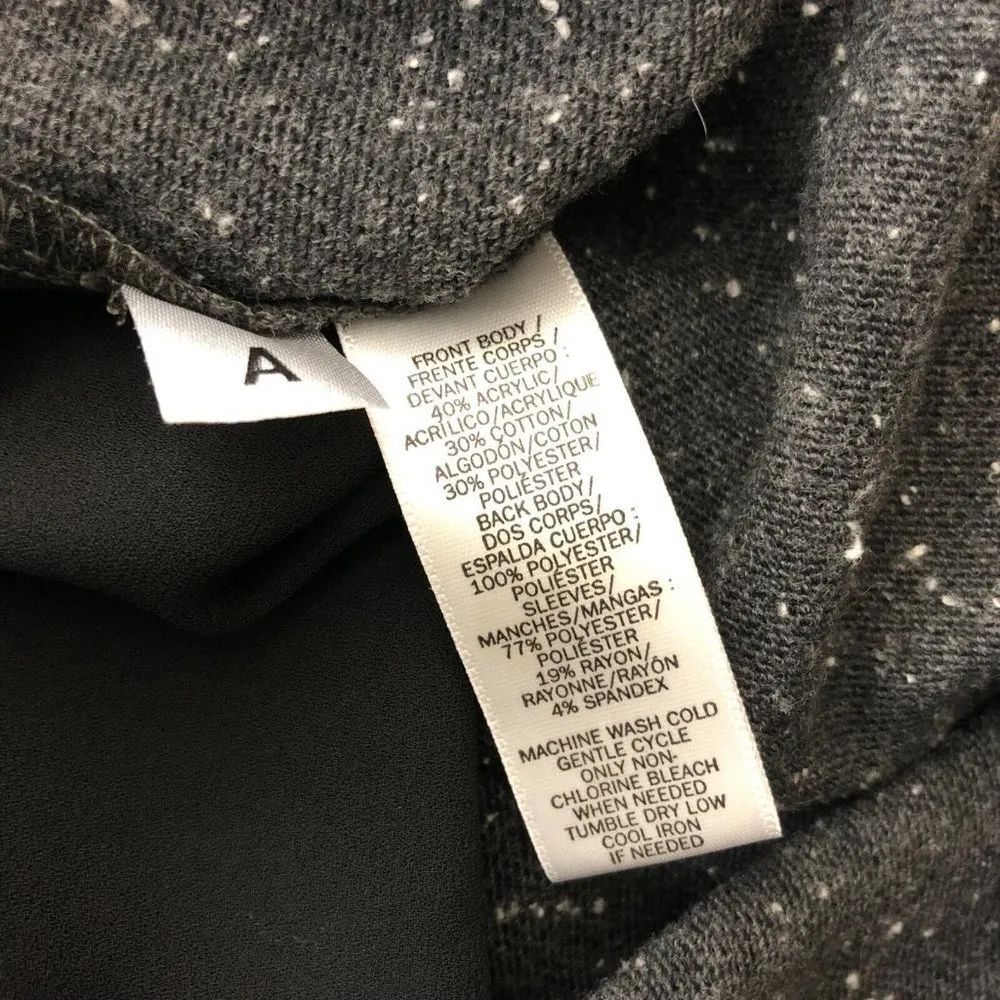 A
FRONT BODY /
FRENTE CORPS /
DEVANT CUERPO :
40% ACRYLIC/
ACRÍLICO/ACRYLIQUE
30% COTTON/
ALGODÓN/COTON
30% POLYESTER/
POLIÉSTER
BACK BODY/
DOS CORPS/
ESPALDA CUERPO :
100% POLYESTER/
POLIÉSTER
SLEEVES/
MANCHES/MANGAS :
77% POLYESTER/
POLIÉSTER
19% RAYON/
RAYONNE/RAYÓN
4% SPANDEX
MACHINE WASH COLD
GENTLE CYCLE
ONLY NON-
CHLORINE BLEACH
WHEN NEEDED
TUMBLE DRY LOW
COOL IRON
IF NEEDED